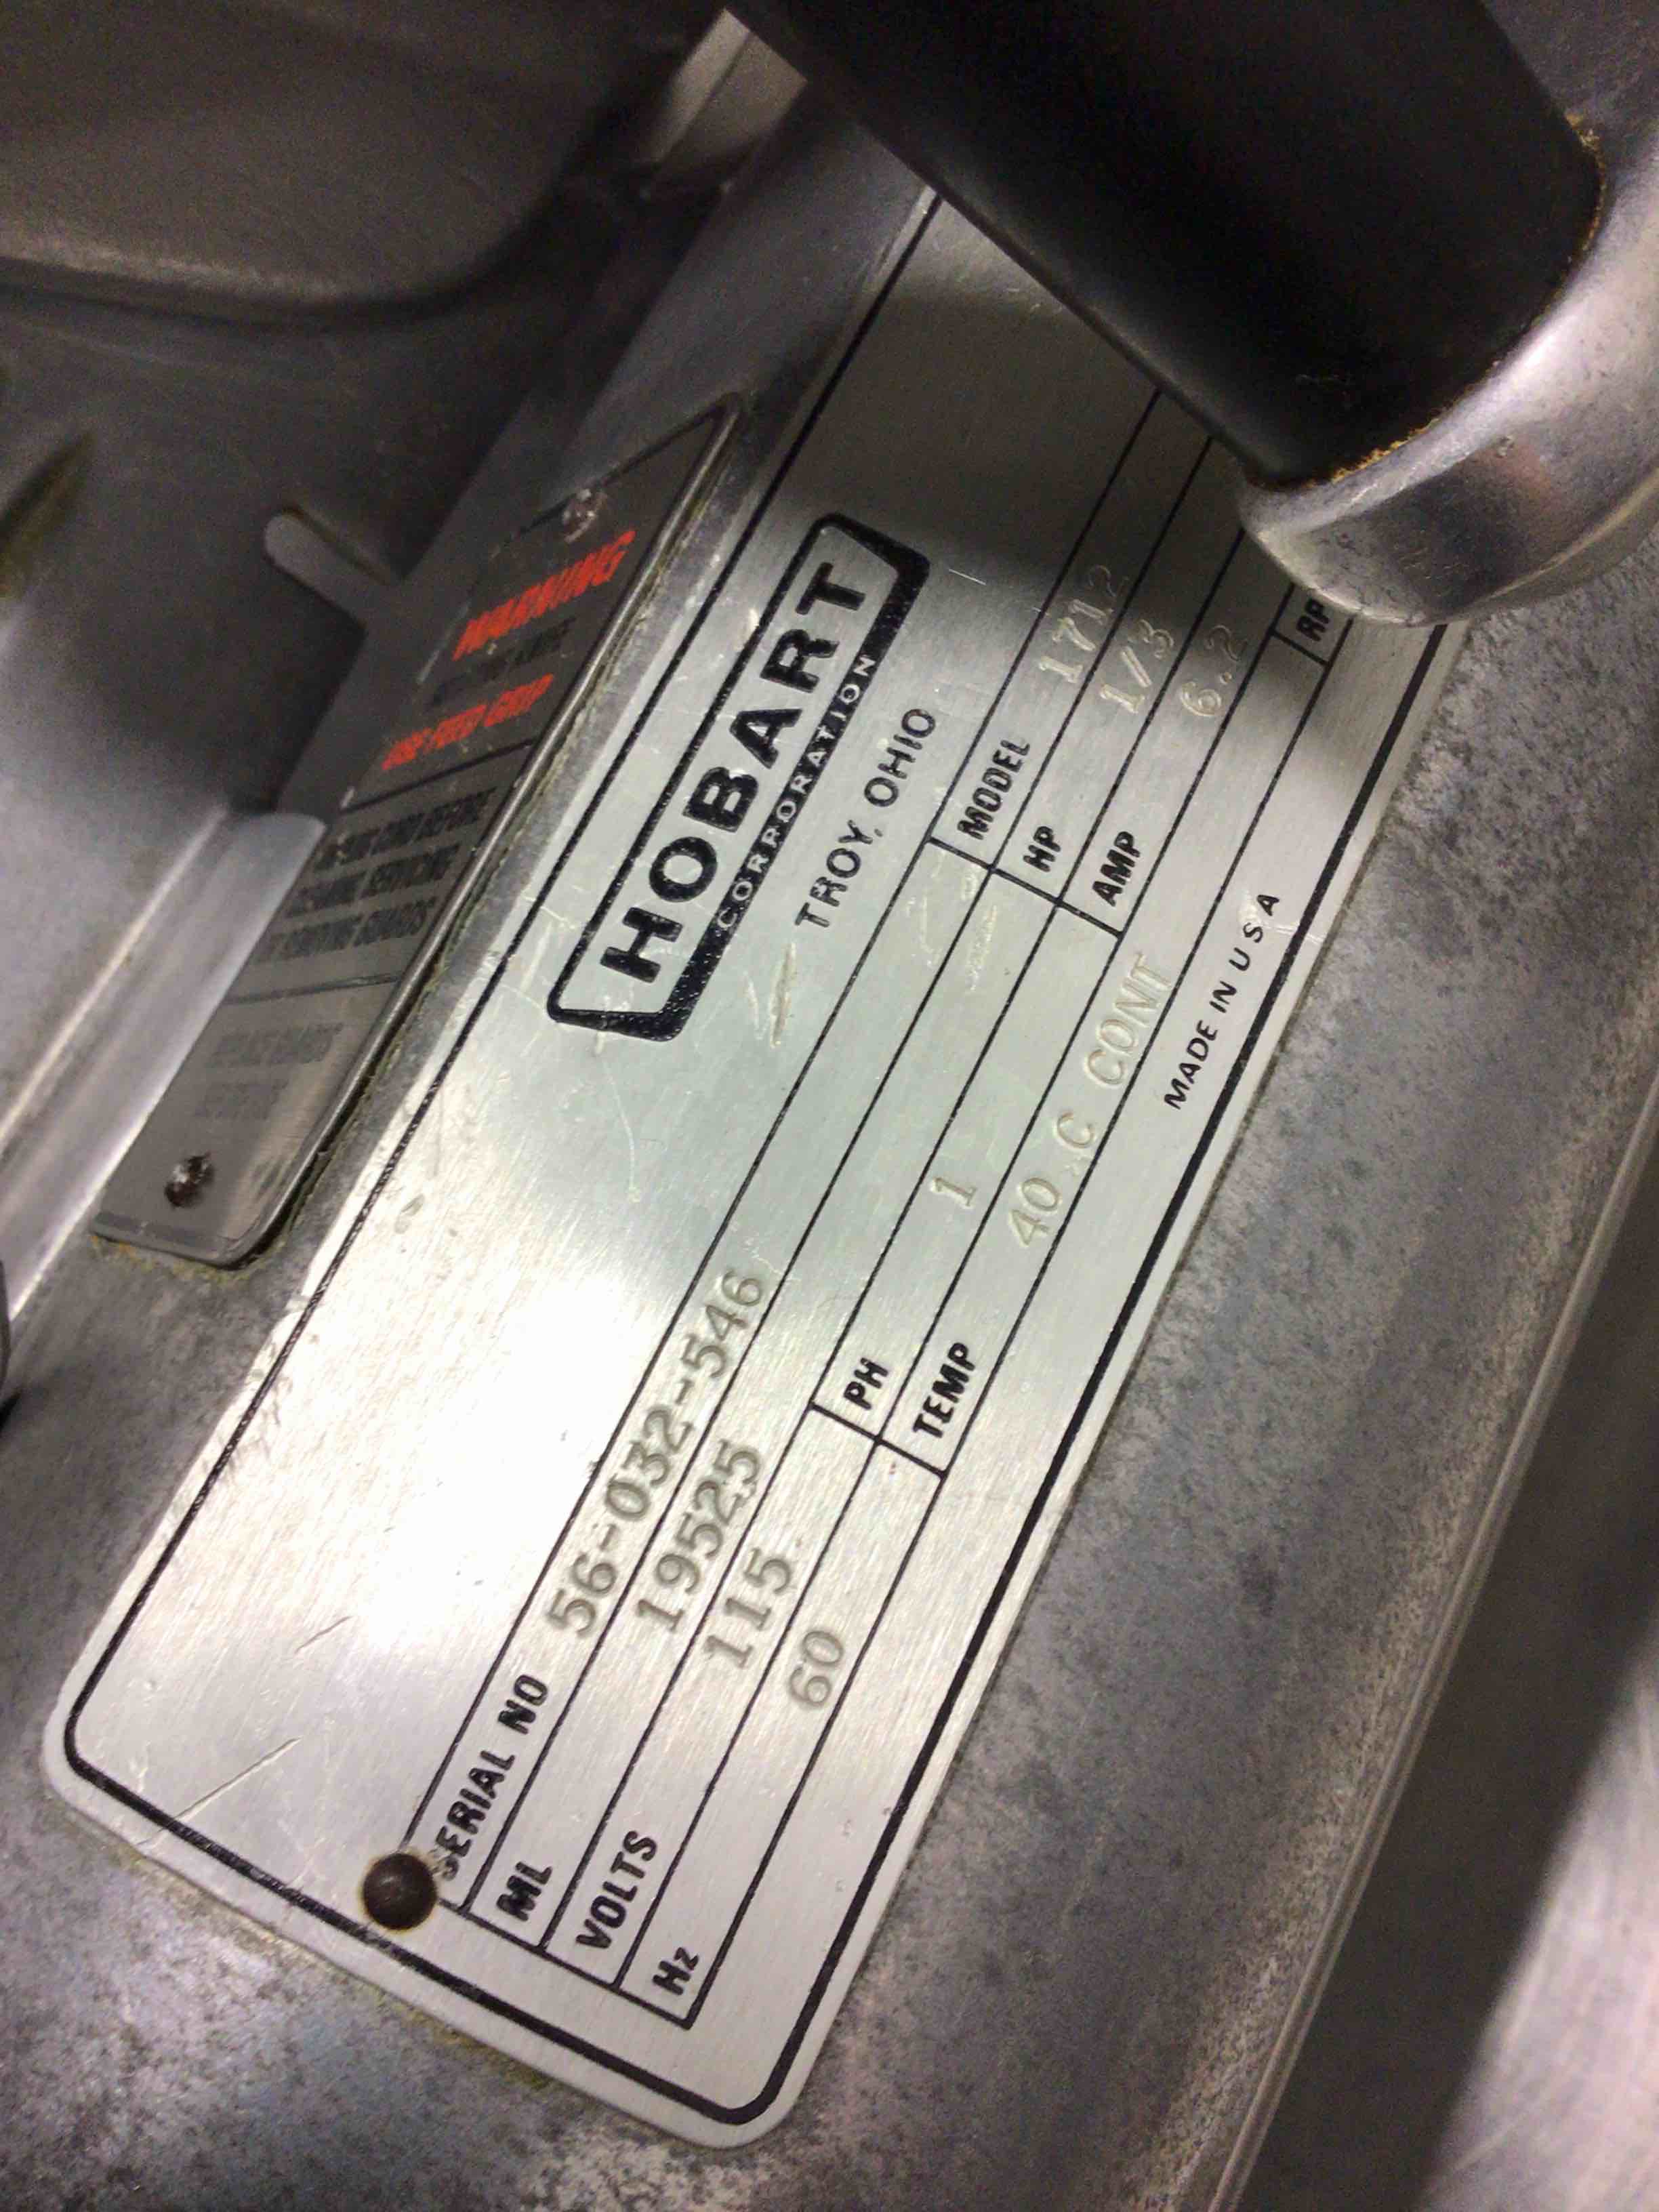 WARNING
USE FEED GRIP
HOBART
CORPORATION
TROY, OHIO
SERIAL NO 56-032-546 MODEL 1712
ML 19525 HP 1/3
VOLTS 115 PH 1 AMP 6.2
Hz 60 TEMP 40 C CONT
MADE IN U S A